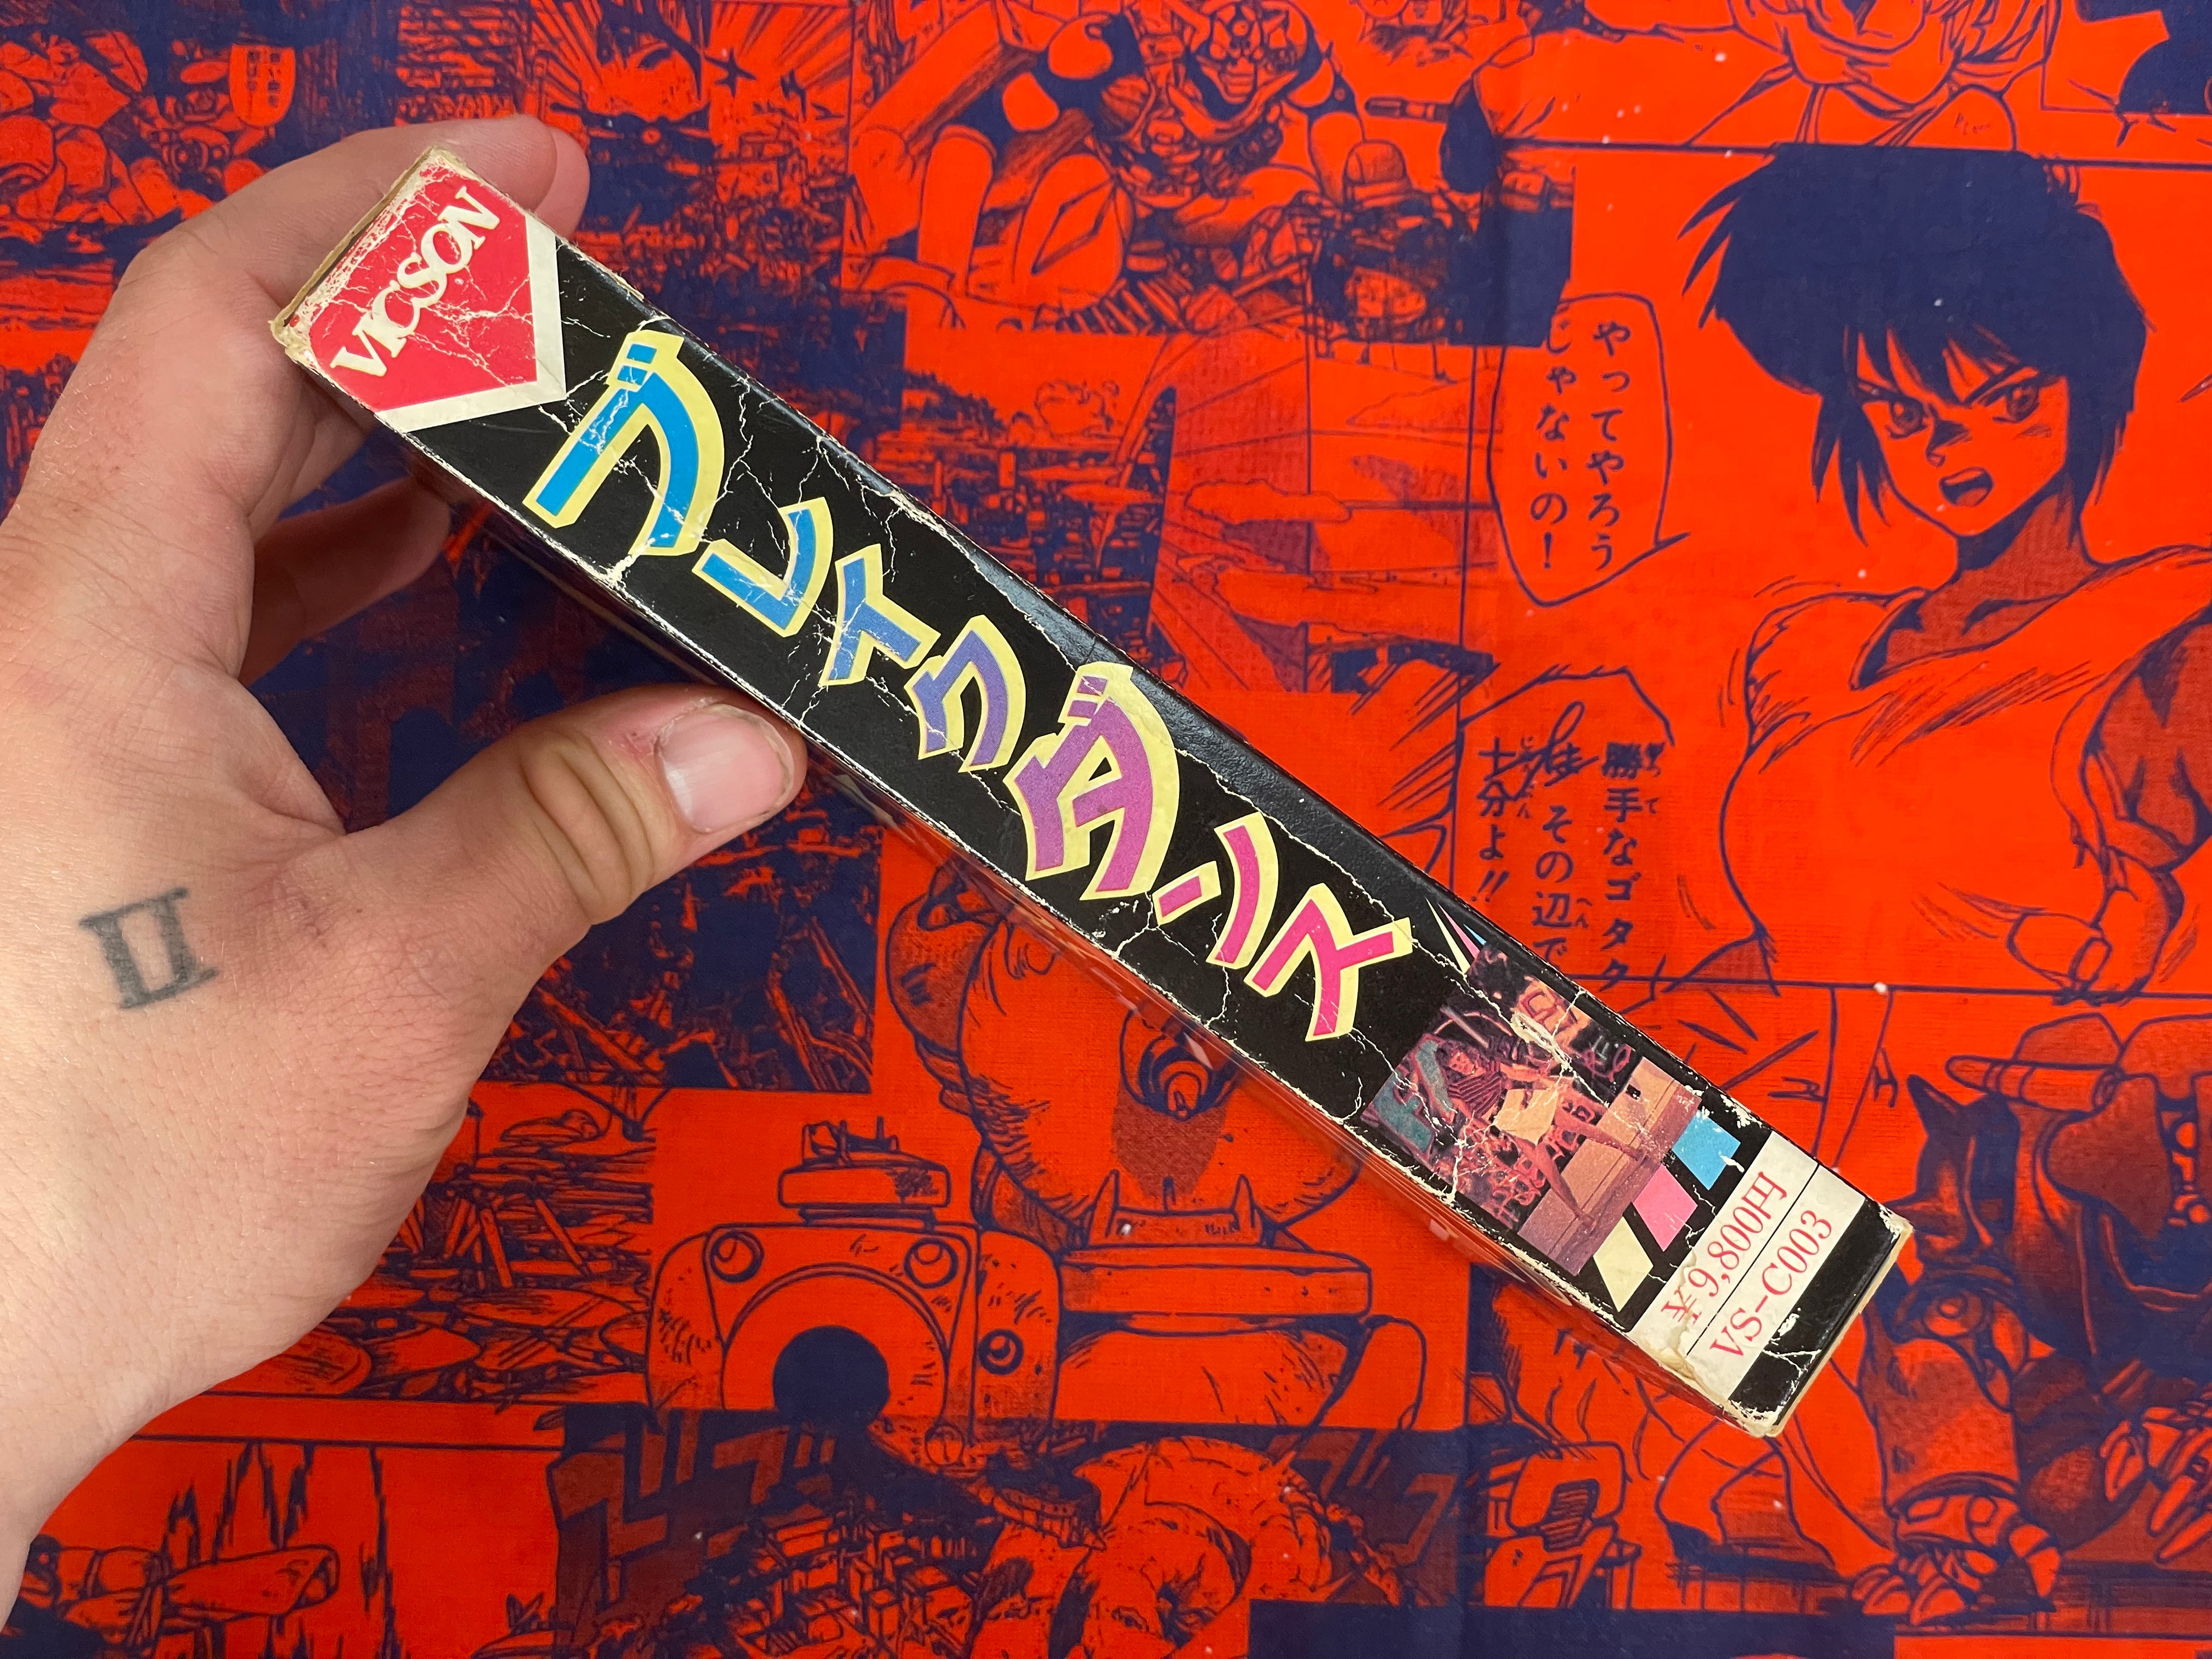 VICSON
ブレイクダンス
¥9,800円
VS-C003
II
やってやろう
じゃないの!
勝手なゴタク
その辺で
十分よ!!